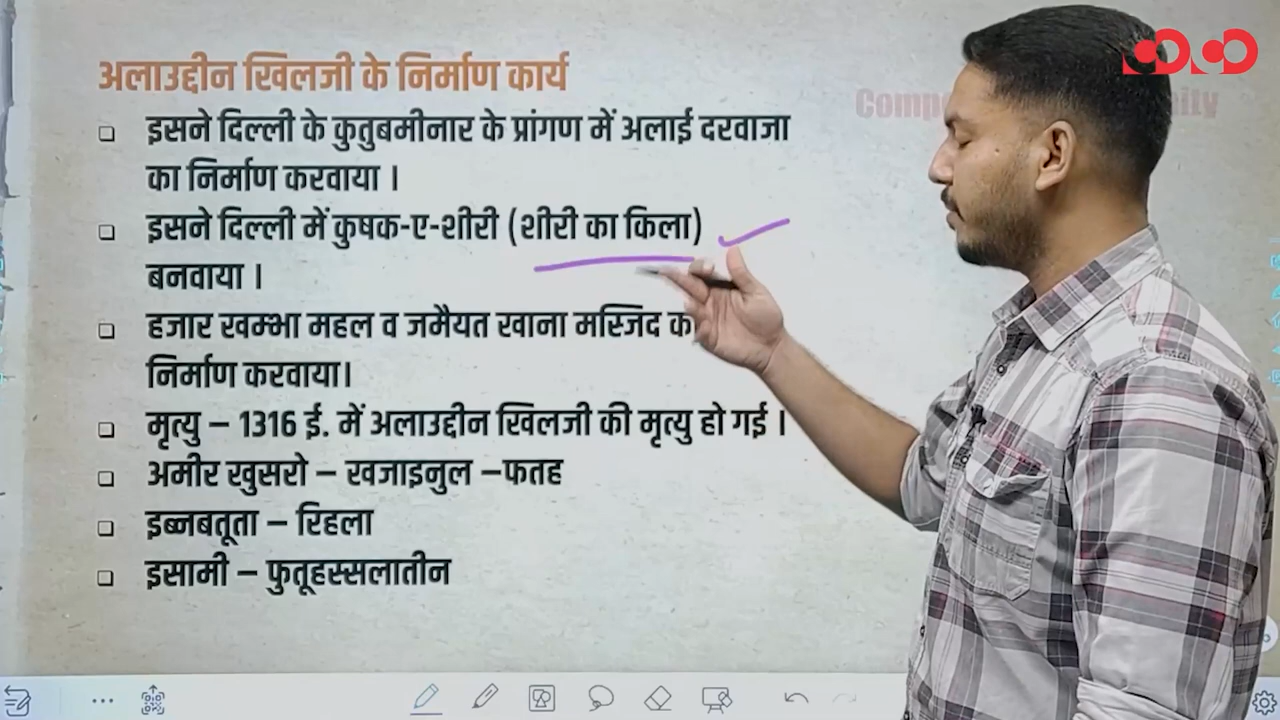 अलाउद्दीन खिलजी के निर्माण कार्य
इसने दिल्ली के कुतुबमीनार के प्रांगण में अलाई दरवाजा
का निर्माण करवाया ।
इसने दिल्ली में कुषक-ए-शीरी (शीरी का किला)
बनवाया ।
हजार खम्भा महल व जमैयत खाना मस्जिद
निर्माण करवाया।
मृत्यु – 1316 ई. में अलाउद्दीन खिलजी की मृत्यु हो गई ।
अमीर खुसरो – खजाइनुल –फतह
इब्नबतूता – रिहला
इसामी – फुतूहस्सलातीन